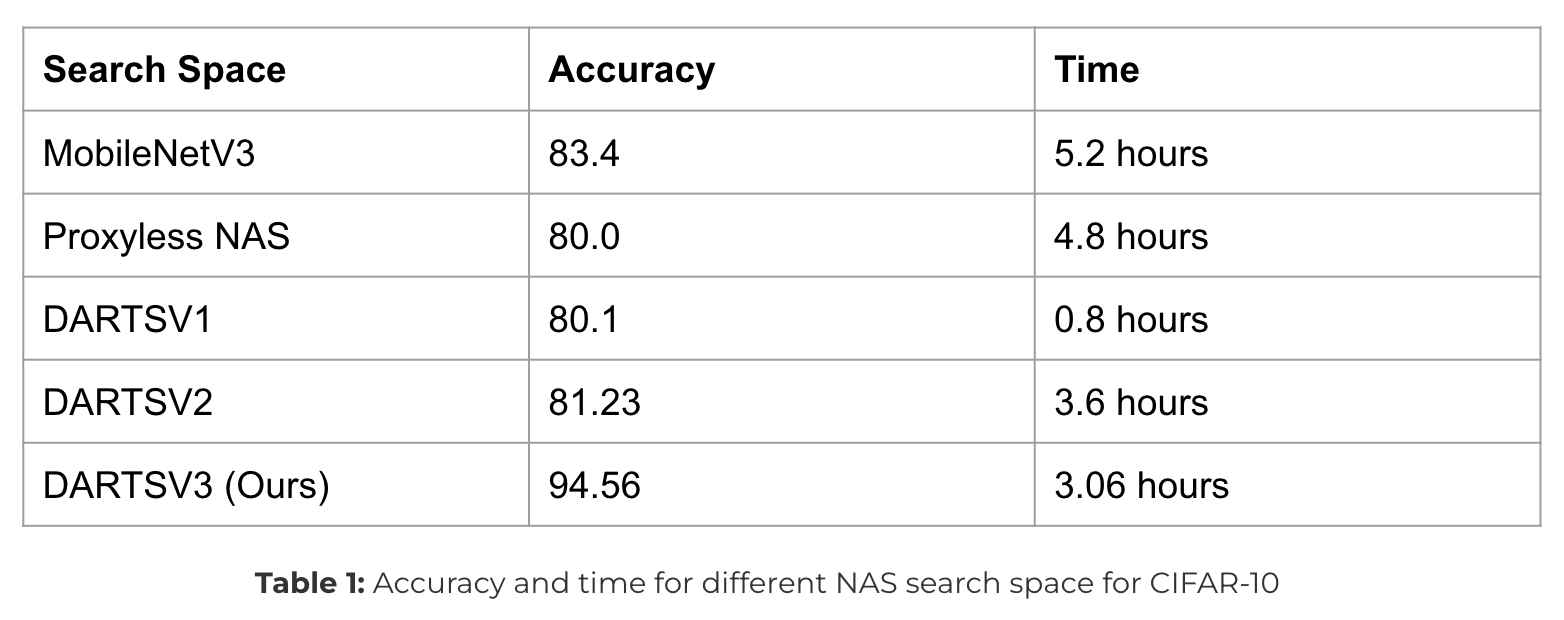 Search Space Accuracy Time
MobileNetV3 83.4 5.2 hours
Proxyless NAS 80.0 4.8 hours
DARTSV1 80.1 0.8 hours
DARTSV2 81.23 3.6 hours
DARTSV3 (Ours) 94.56 3.06 hours
Table 1: Accuracy and time for different NAS search space for CIFAR-10